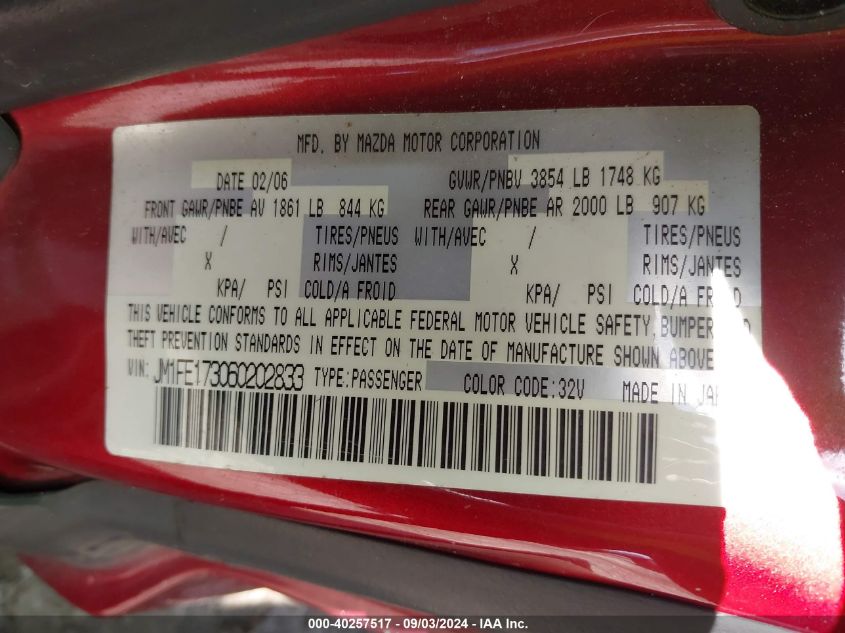 MFD. BY MAZDA MOTOR CORPORATION
DATE 02/06 GVWR/PNBV 3854 LB 1748 KG
FRONT GAWR/PNBE AV 1861 LB 844 KG REAR GAWR/PNBE AR 2000 LB 907 KG
WITH/AVEC / TIRES/PNEUS WITH/AVEC / TIRES/PNEUS
X RIMS/JANTES X RIMS/JANTES
KPA/ PSI COLD/A FROID KPA/ PSI COLD/A FROID
THIS VEHICLE CONFORMS TO ALL APPLICABLE FEDERAL MOTOR VEHICLE SAFETY, BUMPER
THEFT PREVENTION STANDARDS IN EFFECT ON THE DATE OF MANUFACTURE SHOWN ABOVE
VIN: JM1FE173060202833 TYPE:PASSENGER COLOR CODE:32V MADE IN
000-40257517 - 09/03/2024 - IAA Inc.